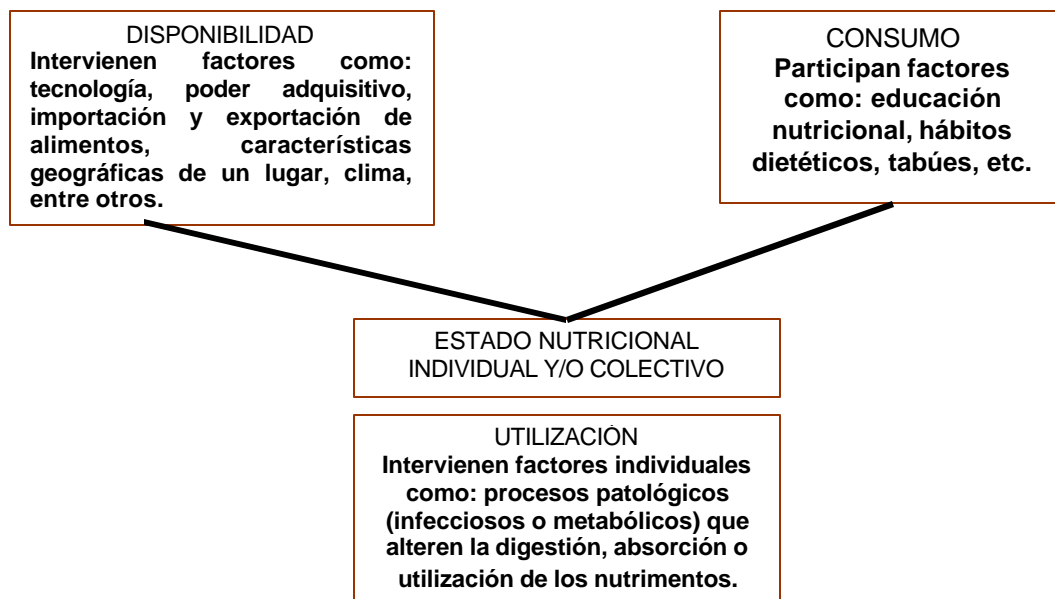 DISPONIBILIDAD
Intervienen factores como:
tecnología, poder adquisitivo,
importación y exportación de
alimentos, características
geográficas de un lugar, clima,
entre otros.
CONSUMO
Participan factores
como: educación
nutricional, hábitos
dietéticos, tabúes, etc.
ESTADO NUTRICIONAL
INDIVIDUAL Y/O COLECTIVO
UTILIZACIÓN
Intervienen factores individuales
como: procesos patológicos
(infecciosos o metabólicos) que
alteren la digestión, absorción o
utilización de los nutrimentos.